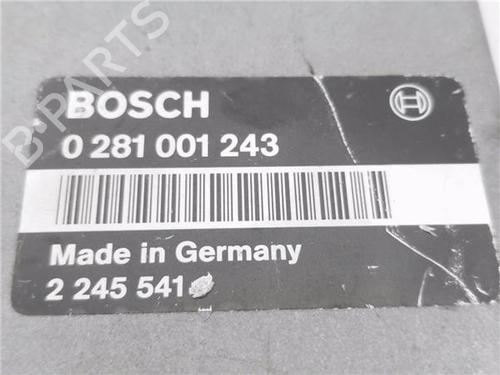 B-PARTS
BOSCH
0 281 001 243
Made in Germany
2 245 541